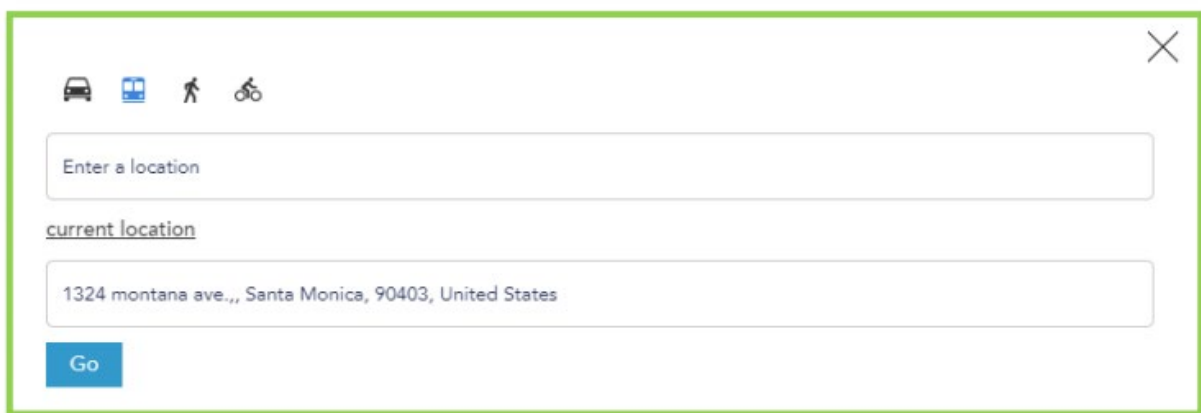 Enter a location
current location
1324 montana ave.,, Santa Monica, 90403, United States
Go